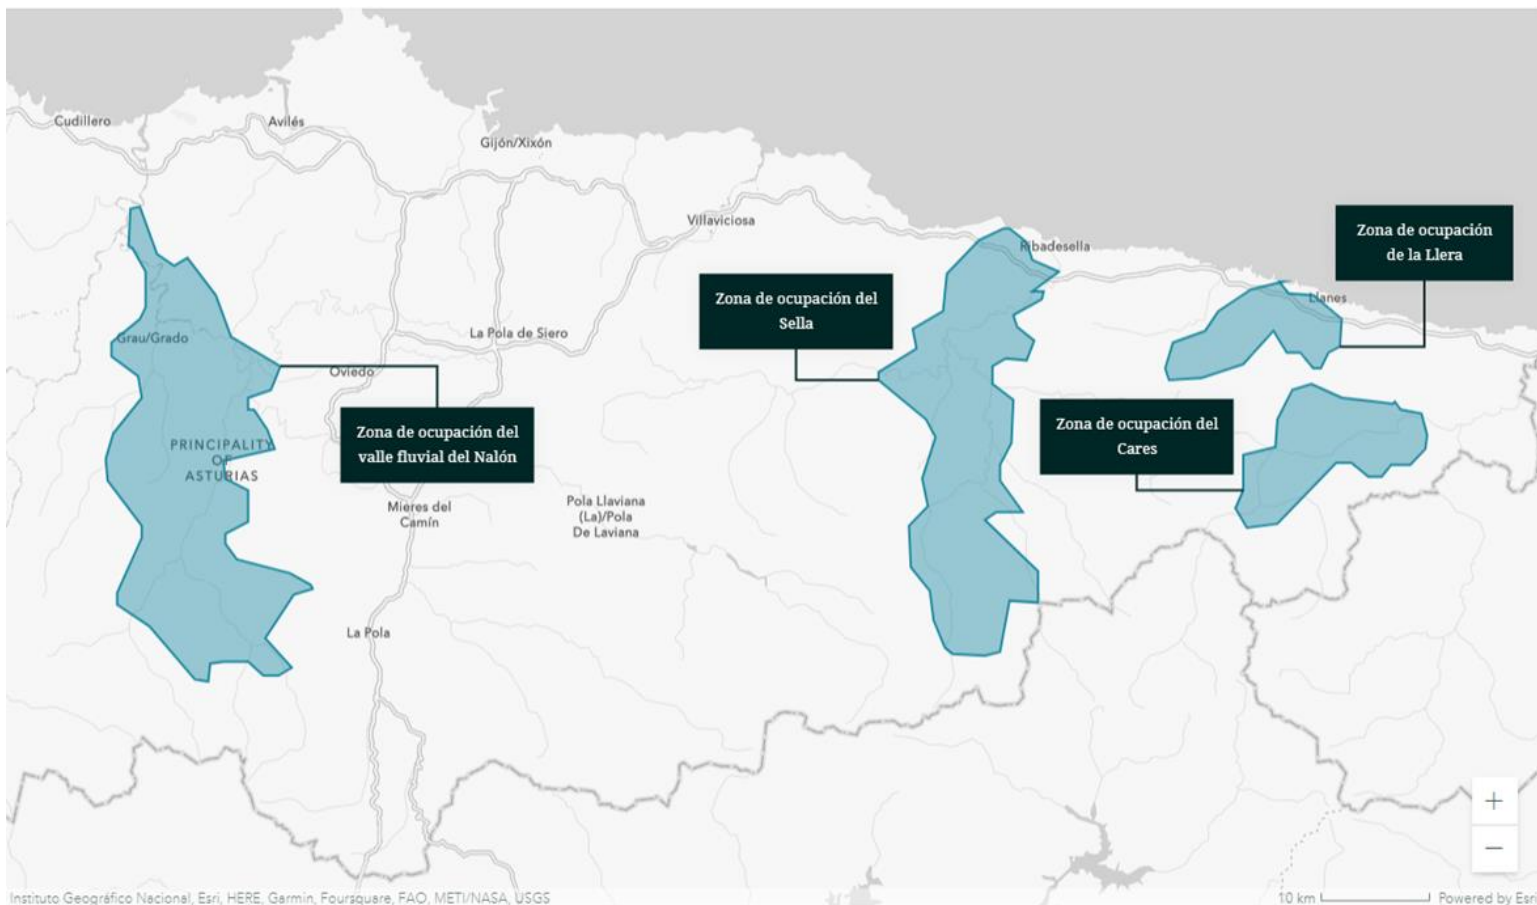 Cudillero
Avilés
Gijón/Xixón
Villaviciosa
Ribadesella
Zona de ocupación
de la Llera
Llanes
Zona de ocupación del
Sella
Grau/Grado
La Pola de Siero
Oviedo
Zona de ocupación del
valle fluvial del Nalón
Zona de ocupación del
Cares
PRINCIPALITY
OF
ASTURIAS
Mieres del
Camín
Pola Llaviana
(La)/Pola
De Laviana
La Pola
+
−
Instituto Geográfico Nacional, Esri, HERE, Garmin, Foursquare, FAO, METI/NASA, USGS
10 km
Powered by Esri